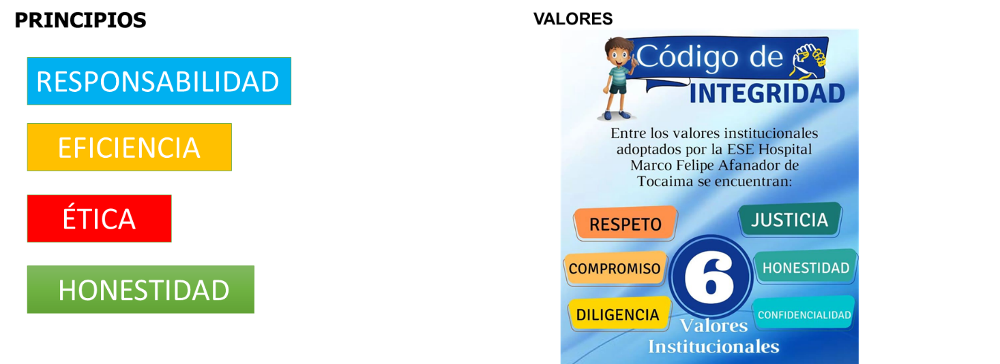 PRINCIPIOS
RESPONSABILIDAD
EFICIENCIA
ÉTICA
HONESTIDAD
VALORES
Código de
INTEGRIDAD
Entre los valores institucionales
adoptados por la ESE Hospital
Marco Felipe Afanador de
Tocaima se encuentran:
RESPETO
JUSTICIA
COMPROMISO
6
HONESTIDAD
DILIGENCIA
CONFIDENCIALIDAD
Valores
Institucionales